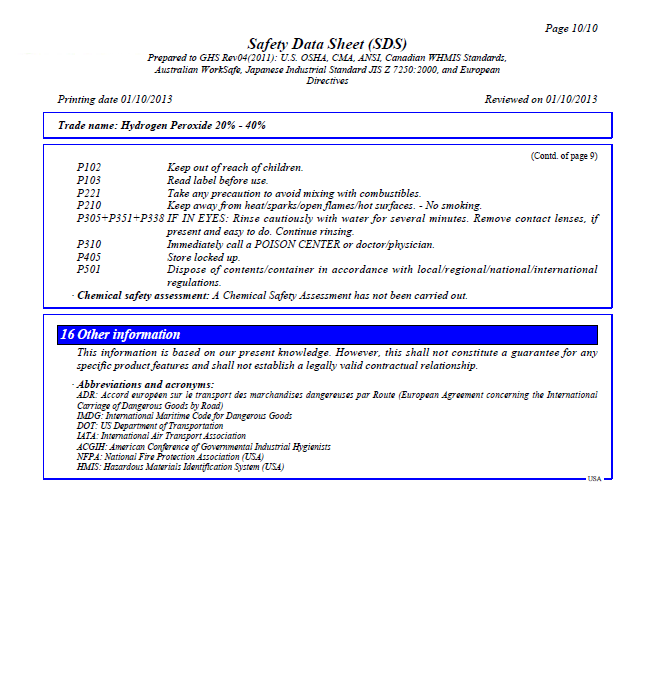 Page 10/10
Safety Data Sheet (SDS)
Prepared to GHS Rev04(2011): U.S. OSHA, CMA, ANSI, Canadian WHMIS Standards,
Australian WorkSafe, Japanese Industrial Standard JIS Z 7250:2000, and European
Directives
Printing date 01/10/2013 Reviewed on 01/10/2013
Trade name: Hydrogen Peroxide 20% - 40%
(Contd. of page 9)
P102 Keep out of reach of children.
P103 Read label before use.
P221 Take any precaution to avoid mixing with combustibles.
P210 Keep away from heat/sparks/open flames/hot surfaces. - No smoking.
P305+P351+P338 IF IN EYES: Rinse cautiously with water for several minutes. Remove contact lenses, if
present and easy to do. Continue rinsing.
P310 Immediately call a POISON CENTER or doctor/physician.
P405 Store locked up.
P501 Dispose of contents/container in accordance with local/regional/national/international
regulations.
· Chemical safety assessment: A Chemical Safety Assessment has not been carried out.
16 Other information
This information is based on our present knowledge. However, this shall not constitute a guarantee for any
specific product features and shall not establish a legally valid contractual relationship.
· Abbreviations and acronyms:
ADR: Accord européen sur le transport des marchandises dangereuses par Route (European Agreement concerning the International
Carriage of Dangerous Goods by Road)
IMDG: International Maritime Code for Dangerous Goods
DOT: US Department of Transportation
IATA: International Air Transport Association
ACGIH: American Conference of Governmental Industrial Hygienists
NFPA: National Fire Protection Association (USA)
HMIS: Hazardous Materials Identification System (USA)
USA